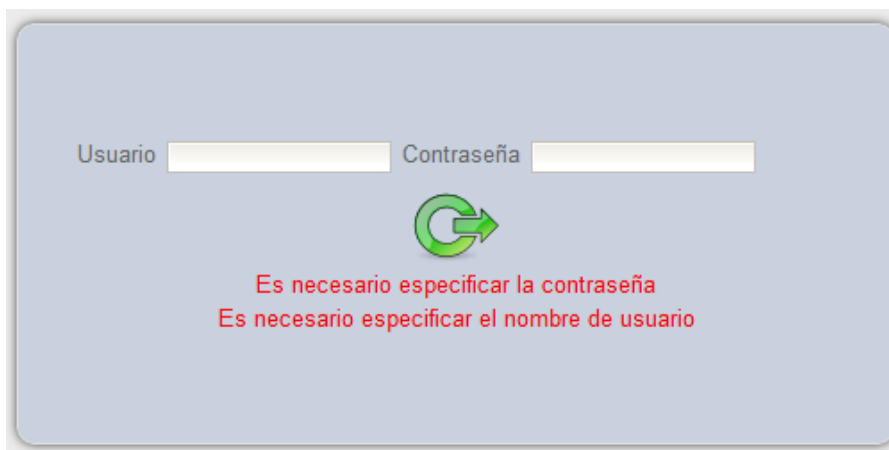 Usuario Contraseña
Es necesario especificar la contraseña
Es necesario especificar el nombre de usuario